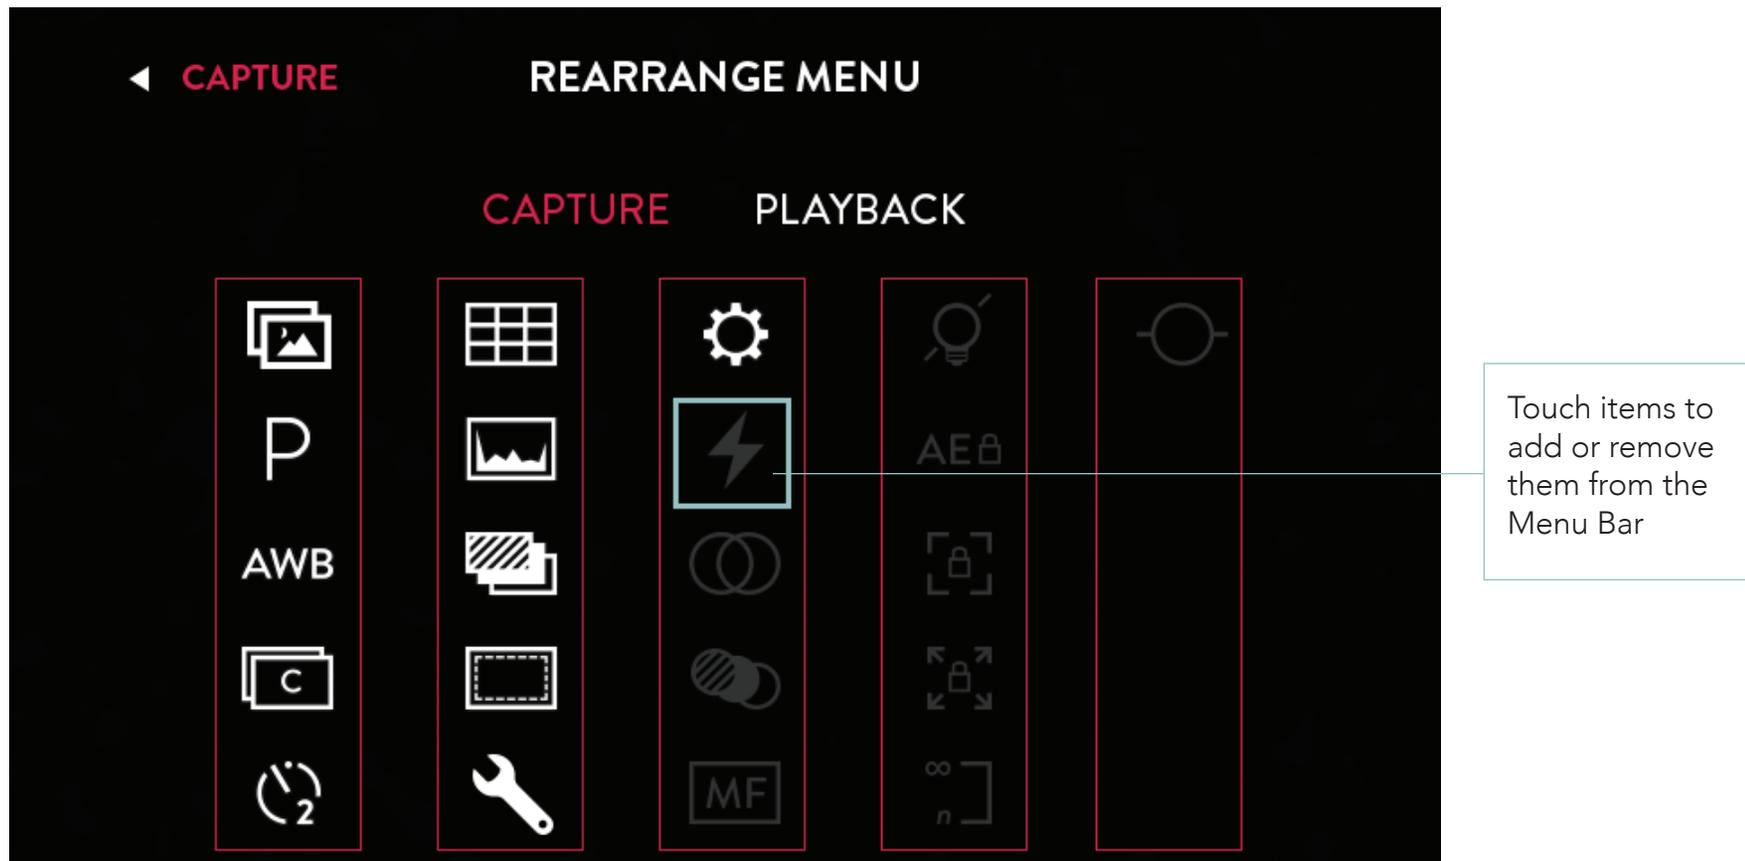 CAPTURE REARRANGE MENU
CAPTURE PLAYBACK
P
AE
AWB
C
2
MF
∞
n
Touch items to
add or remove
them from the
Menu Bar